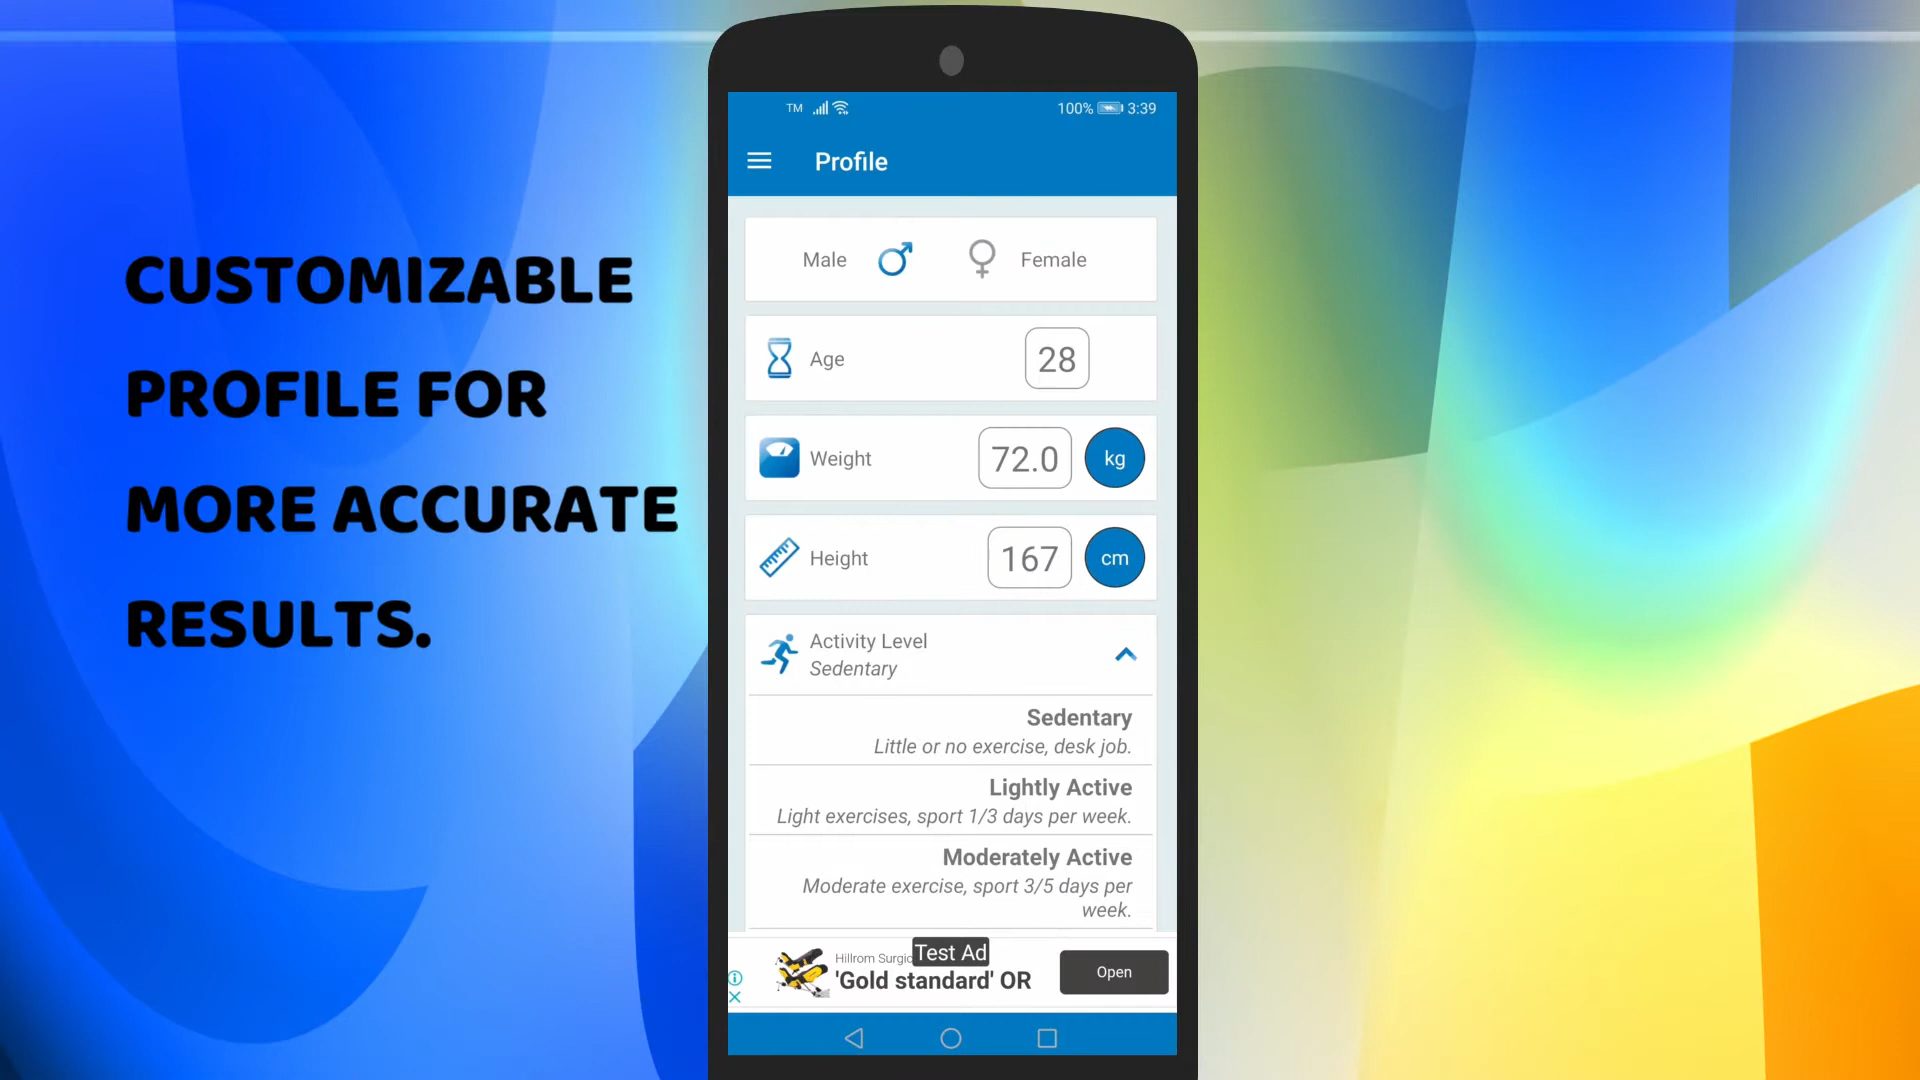 CUSTOMIZABLE
PROFILE FOR
MORE ACCURATE
RESULTS.
TM
100%
3:39
Profile
Male
Female
Age
28
Weight
72.0
kg
Height
167
cm
Activity Level
Sedentary
Sedentary
Little or no exercise, desk job.
Lightly Active
Light exercises, sport 1/3 days per week.
Moderately Active
Moderate exercise, sport 3/5 days per
week.
Hillrom
Test Ad
'Gold standard' OR
Open